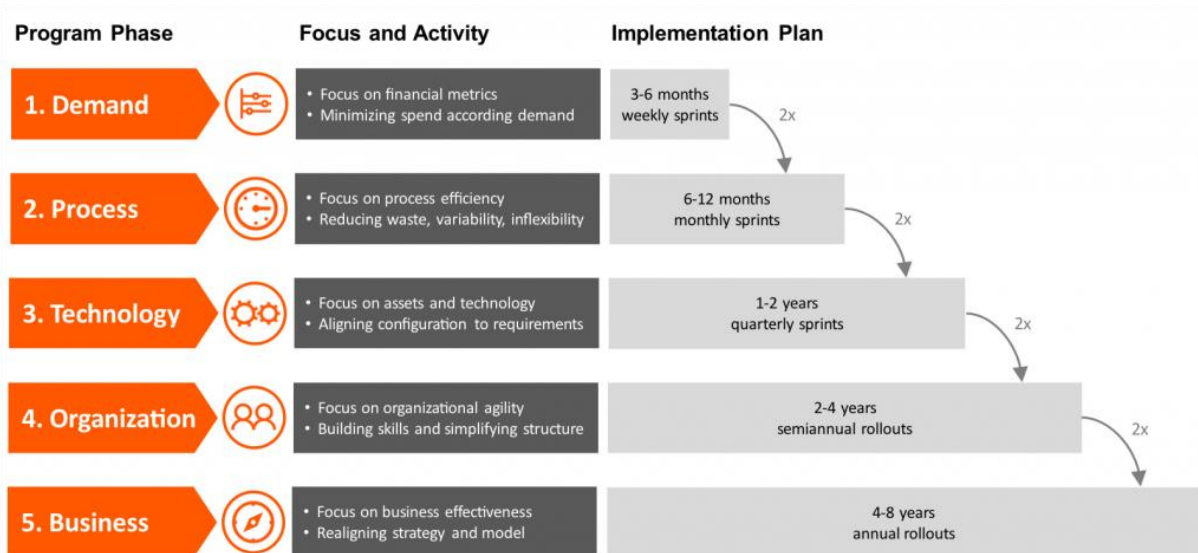 Program Phase
Focus and Activity
Implementation Plan
1. Demand
• Focus on financial metrics
• Minimizing spend according demand
3-6 months
weekly sprints
2x
2. Process
• Focus on process efficiency
• Reducing waste, variability, inflexibility
6-12 months
monthly sprints
2x
3. Technology
• Focus on assets and technology
• Aligning configuration to requirements
1-2 years
quarterly sprints
2x
4. Organization
• Focus on organizational agility
• Building skills and simplifying structure
2-4 years
semiannual rollouts
2x
5. Business
• Focus on business effectiveness
• Realigning strategy and model
4-8 years
annual rollouts